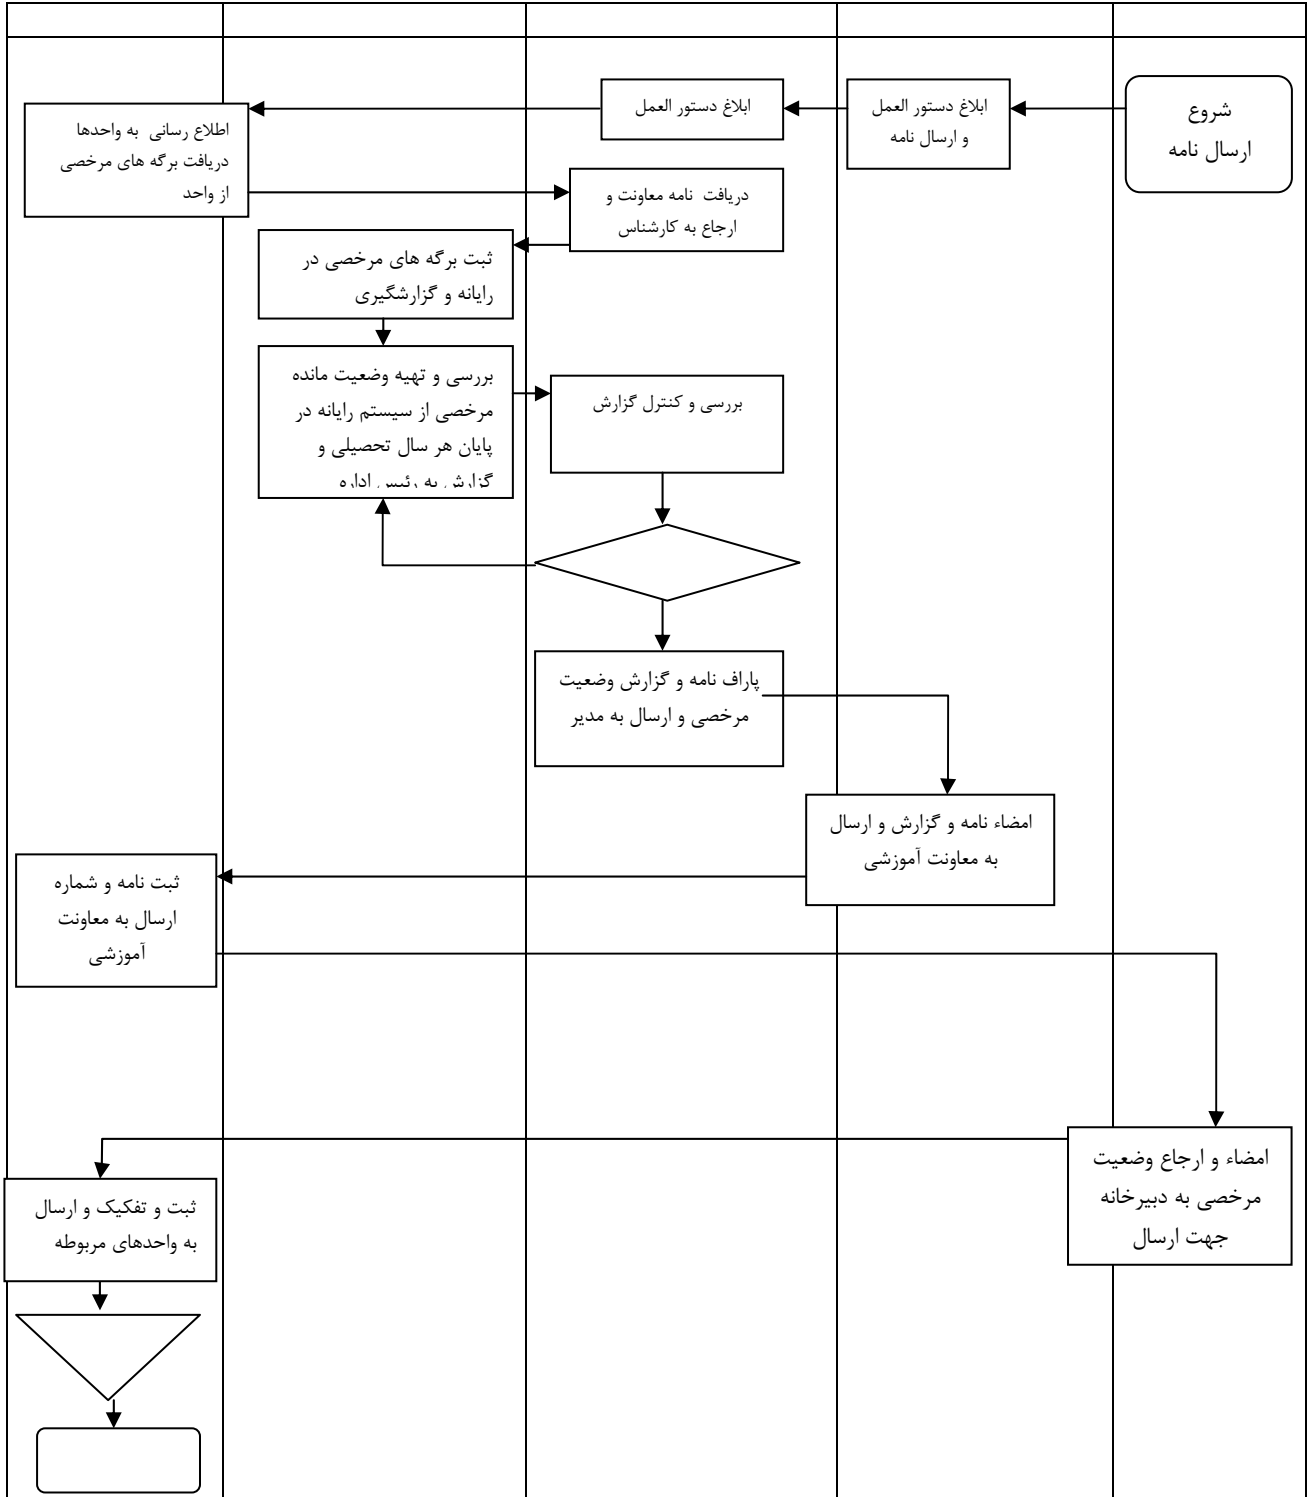 شروع
ارسال نامه
ابلاغ دستور العمل
و ارسال نامه
ابلاغ دستور العمل
اطلاع رسانی به واحدها
دریافت برگه های مرخصی
از واحد
دریافت نامه معاونت و
ارجاع به کارشناس
ثبت برگه های مرخصی در
رایانه و گزارشگیری
بررسی و تهیه وضعیت مانده
مرخصی از سیستم رایانه در
پایان هر سال تحصیلی و
گزارش به رئیس اداره
بررسی و کنترل گزارش
پاراف نامه و گزارش وضعیت
مرخصی و ارسال به مدیر
امضاء نامه و گزارش و ارسال
به معاونت آموزشی
ثبت نامه و شماره
ارسال به معاونت
آموزشی
امضاء و ارجاع وضعیت
مرخصی به دبیرخانه
جهت ارسال
ثبت و تفکیک و ارسال
به واحدهای مربوطه